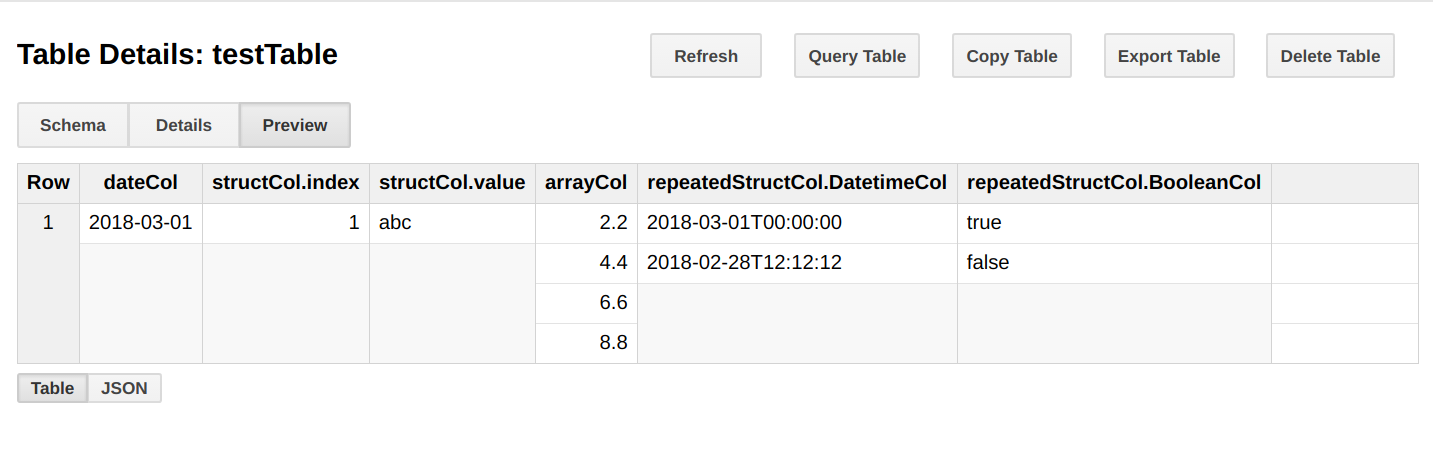 Table Details: testTable
Refresh Query Table Copy Table Export Table Delete Table
Schema Details Preview
Row dateCol structCol.index structCol.value arrayCol repeatedStructCol.DatetimeCol repeatedStructCol.BooleanCol
1 2018-03-01 1 abc 2.2 2018-03-01T00:00:00 true
4.4 2018-02-28T12:12:12 false
6.6
8.8
Table JSON